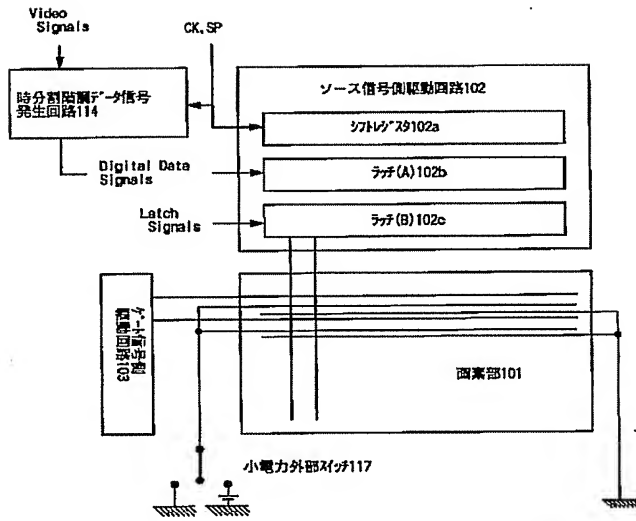 Video
Signals
CK,SP
時分割階調データ信号
発生回路114
ソース信号側駆動回路102
シフトレジスタ102a
Digital Data
Signals
ラッチ(A)102b
Latch
Signals
ラッチ(B)102c
ゲート信号側
駆動回路103
画素部101
小電力外部スイッチ117